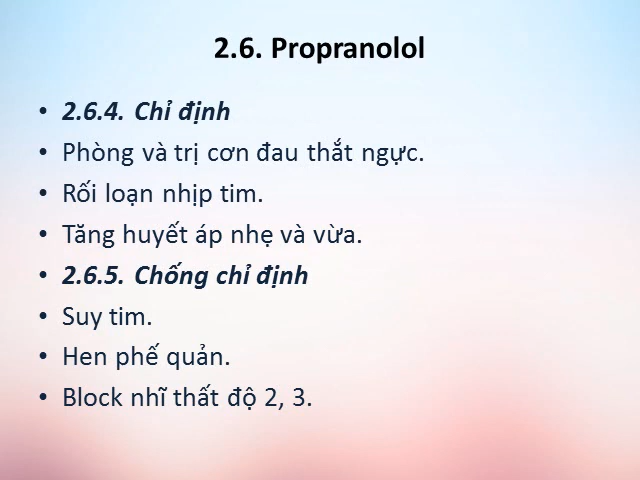 2.6. Propranolol
• 2.6.4. Chỉ định
• Phòng và trị cơn đau thắt ngực.
• Rối loạn nhịp tim.
• Tăng huyết áp nhẹ và vừa.
• 2.6.5. Chống chỉ định
• Suy tim.
• Hen phế quản.
• Block nhĩ thất độ 2, 3.